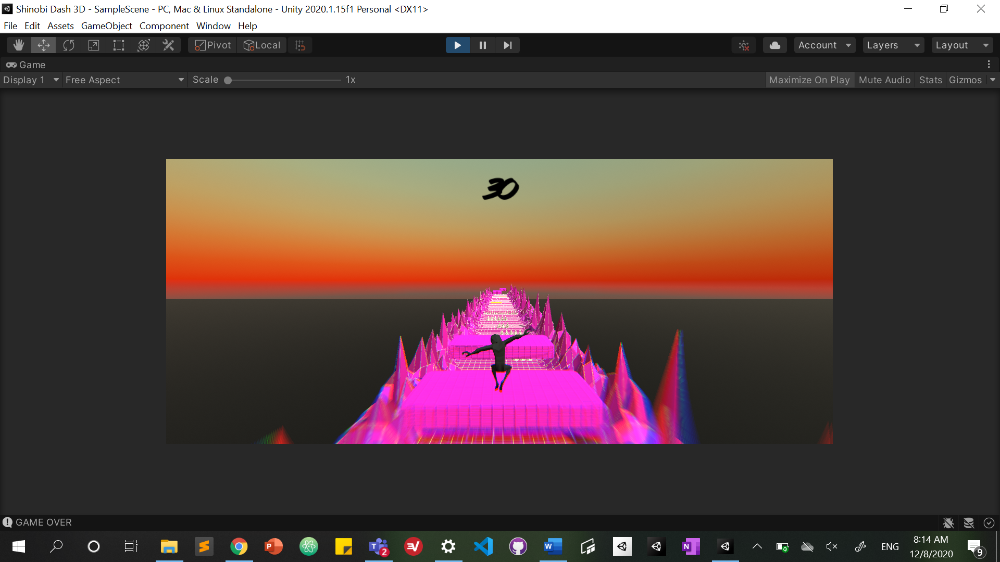 Shinobi Dash 3D - SampleScene - PC, Mac & Linux Standalone - Unity 2020.1.15f1 Personal <DX11>
File Edit Assets GameObject Component Window Help
Pivot Local Account Layers Layout
Game
Display 1 Free Aspect Scale 1x Maximize On Play Mute Audio Stats Gizmos
30
GAME OVER
8:14 AM
ENG
12/8/2020
2
9